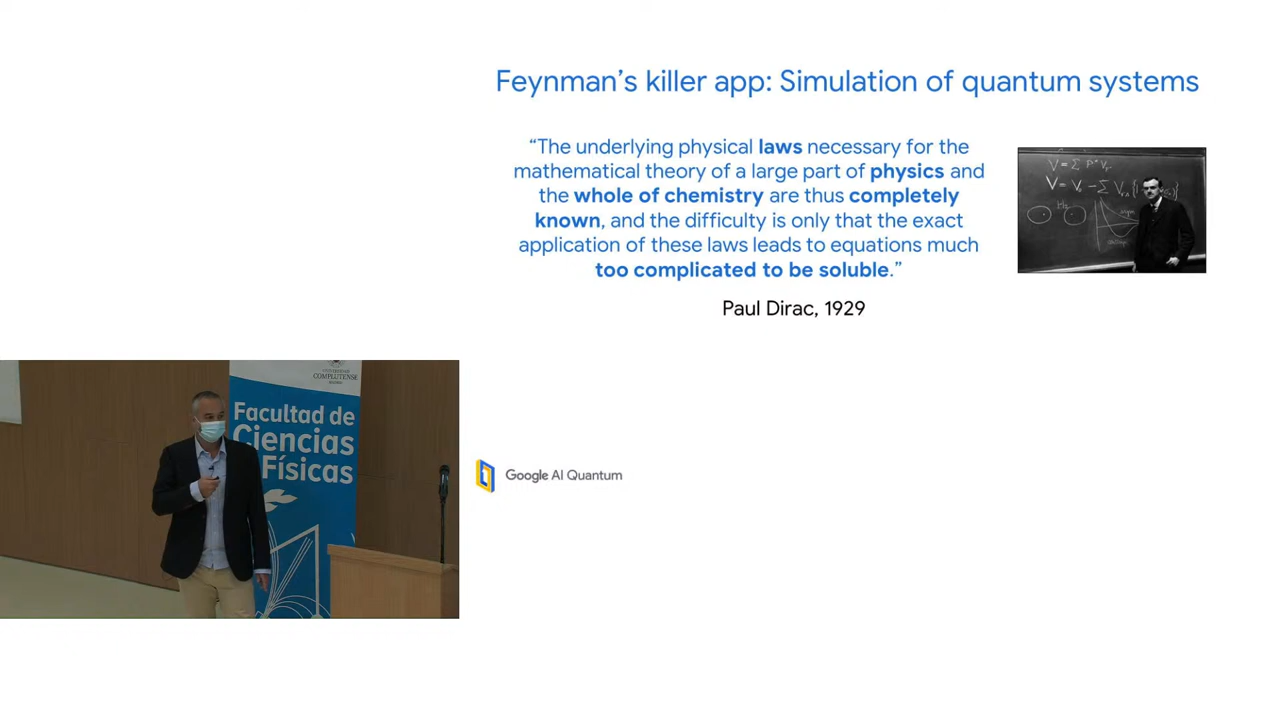 Feynman's killer app: Simulation of quantum systems
“The underlying physical laws necessary for the
mathematical theory of a large part of physics and
the whole of chemistry are thus completely
known, and the difficulty is only that the exact
application of these laws leads to equations much
too complicated to be soluble.”
Paul Dirac, 1929
COMPLUTENSE
Facultad de
Ciencias
Físicas
Google AI Quantum